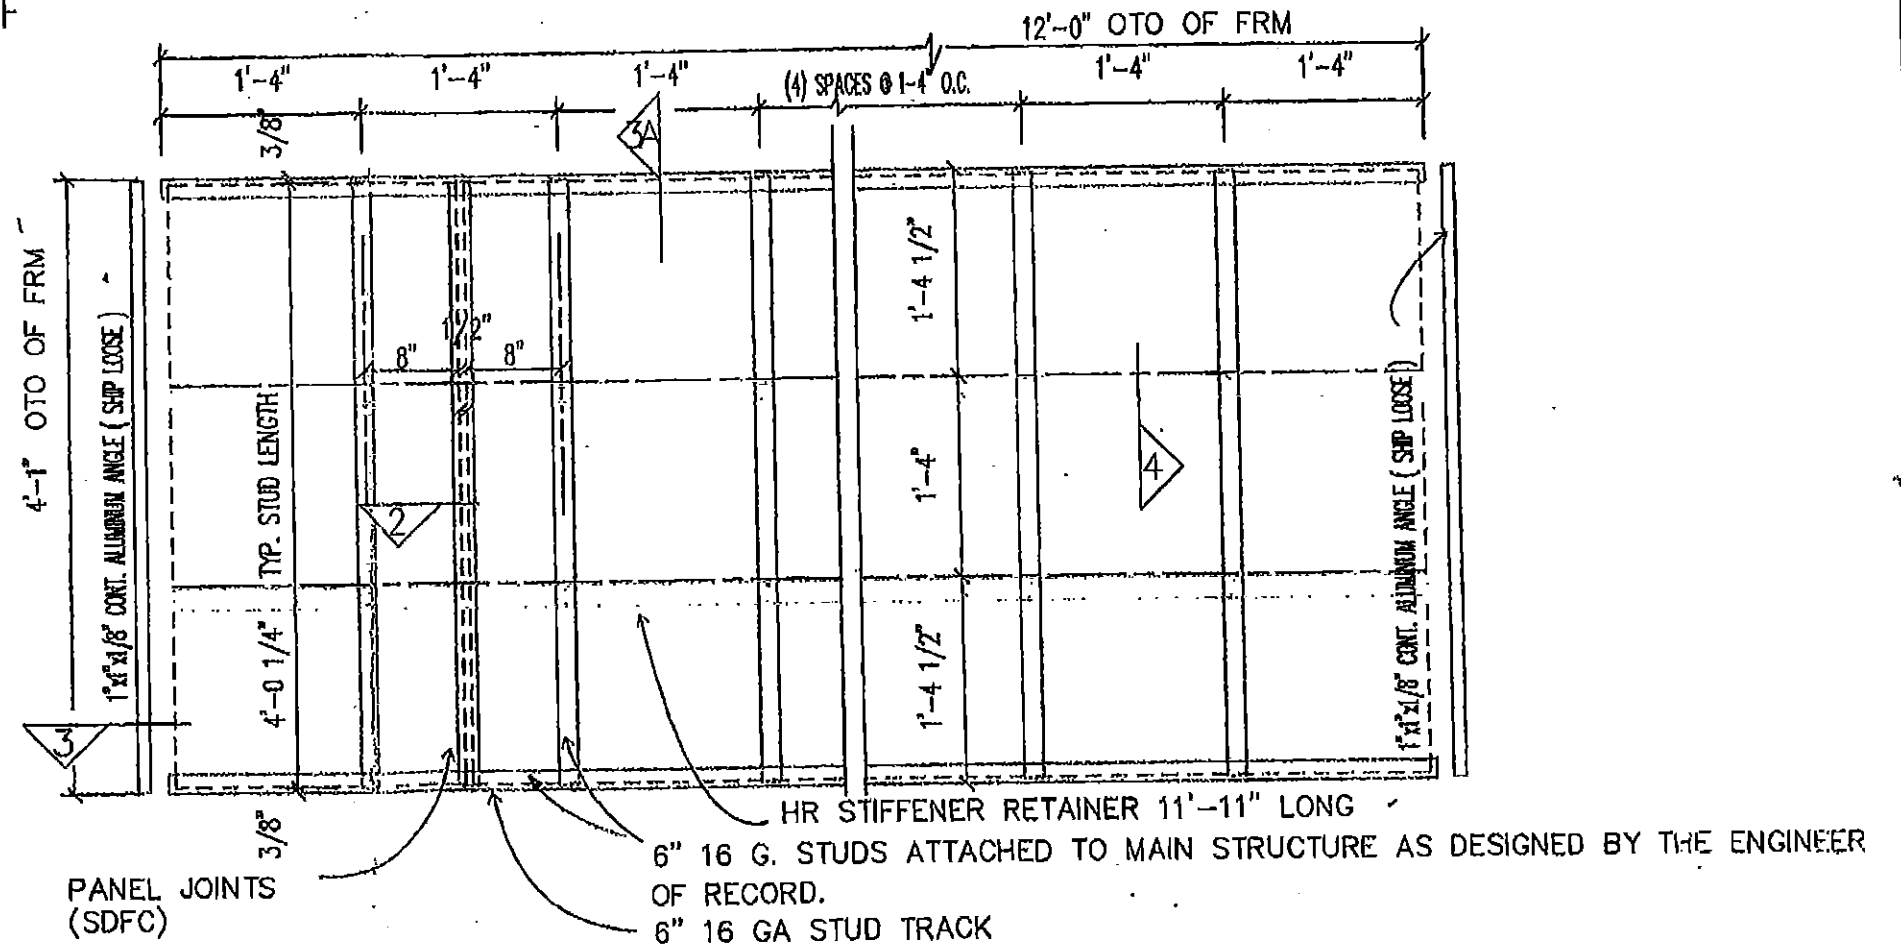 12'-0" OTO OF FRM
1'-4"
1'-4"
1'-4"
(4) SPACES @ 1-4" O.C.
1'-4"
1'-4"
3/8"
3A
4'-1" OTO OF FRM
1"x1"x1/8" CONT. ALUMINUM ANGLE ( SHIP LOOSE )
4'-0 1/4" TYP. STUD LENGTH
1/2"
8"
8"
1'-4 1/2"
1'-4"
1'-4 1/2"
2
4
3
1"x1"x1/8" CONT. ALUMINUM ANGLE ( SHIP LOOSE )
3/8"
HR STIFFENER RETAINER 11'-11" LONG
6" 16 G. STUDS ATTACHED TO MAIN STRUCTURE AS DESIGNED BY THE ENGINEER
OF RECORD.
6" 16 GA STUD TRACK
PANEL JOINTS
(SDFC)